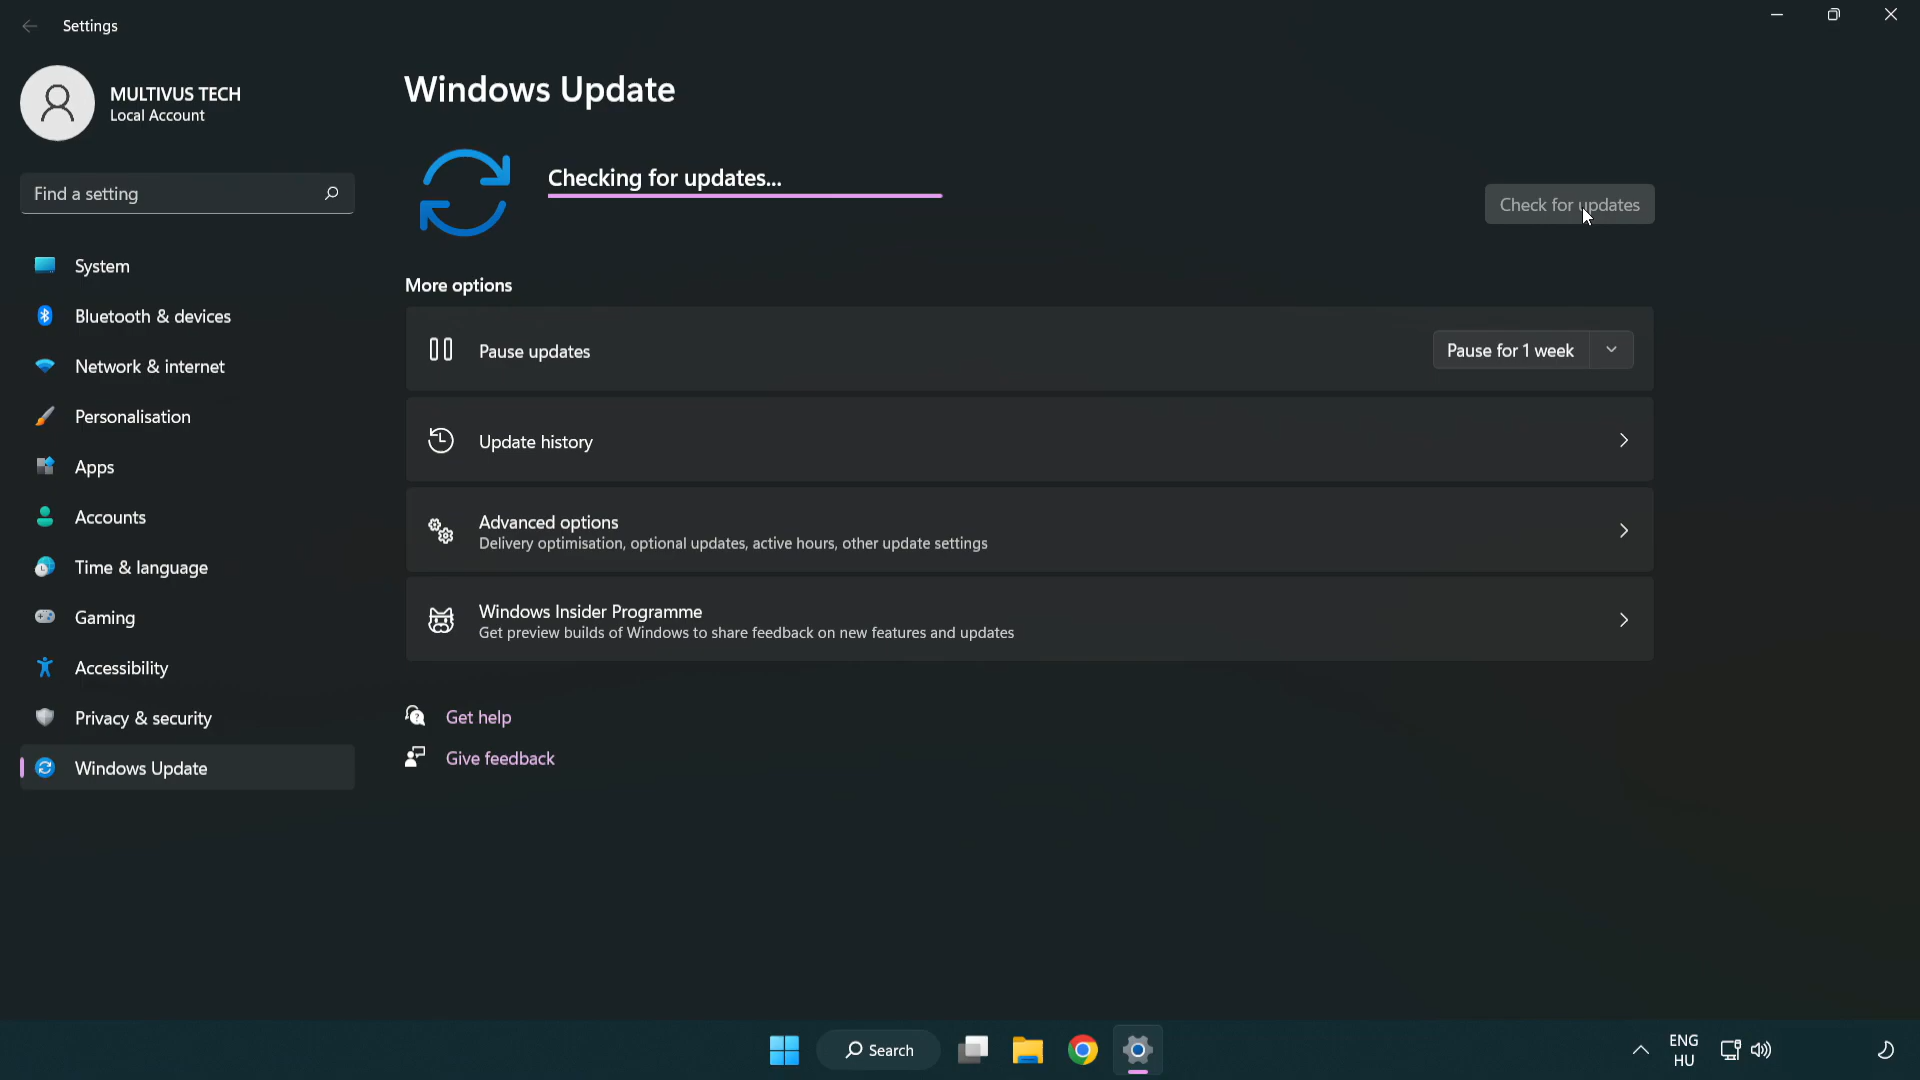 Settings
MULTIVUS TECH
Local Account
Find a setting
System
Bluetooth & devices
Network & internet
Personalisation
Apps
Accounts
Time & language
Gaming
Accessibility
Privacy & security
Windows Update
Windows Update
Checking for updates...
Check for updates
More options
Pause updates
Pause for 1 week
Update history
Advanced options
Delivery optimisation, optional updates, active hours, other update settings
Windows Insider Programme
Get preview builds of Windows to share feedback on new features and updates
Get help
Give feedback
Search
ENG
HU